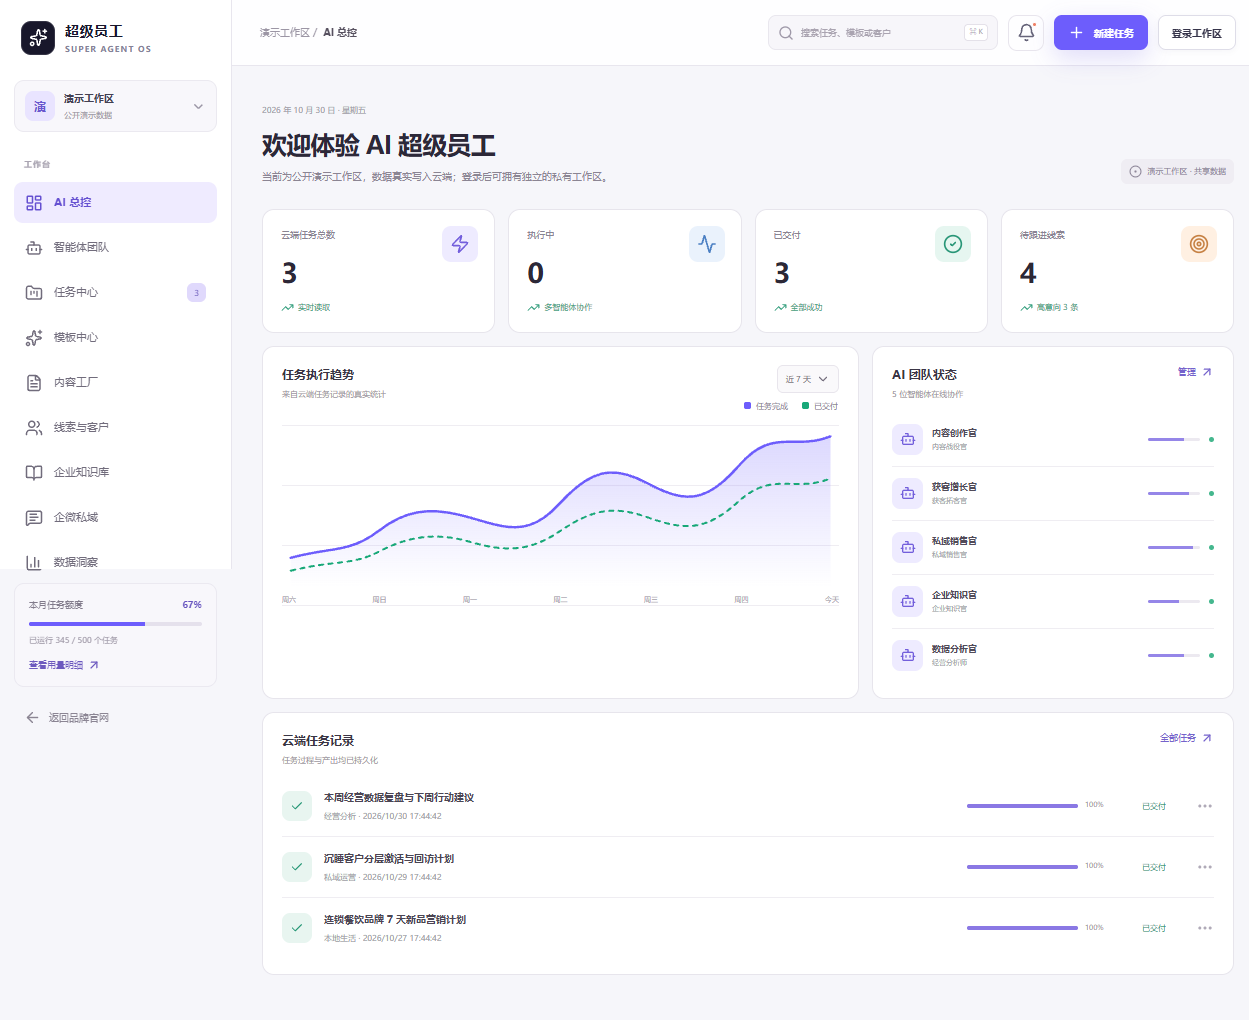 超级员工
SUPER AGENT OS
演
演示工作区
公开演示数据
工作台
AI 总控
智能体团队
任务中心
3
模板中心
内容工厂
线索与客户
企业知识库
企微私域
数据洞察
本月任务额度
67%
已运行 345 / 500 个任务
查看用量明细
返回品牌官网
演示工作区 / AI 总控
搜索任务、模板或客户
⌘ K
新建任务
登录工作区
2026 年 10 月 30 日 · 星期五
欢迎体验 AI 超级员工
当前为公开演示工作区，数据真实写入云端；登录后可拥有独立的私有工作区。
演示工作区 · 共享数据
云端任务总数
3
实时读取
执行中
0
多智能体协作
已交付
3
全部成功
待跟进线索
4
高意向 3 条
任务执行趋势
来自云端任务记录的真实统计
近 7 天
任务完成
已交付
周六
周日
周一
周二
周三
周四
今天
AI 团队状态
5 位智能体在线协作
管理
内容创作官
内容战役官
获客增长官
获客拓客官
私域销售官
私域销售官
企业知识官
企业知识官
数据分析官
经营分析师
云端任务记录
任务过程与产出均已持久化
全部任务
本周经营数据复盘与下周行动建议
经营分析 · 2026/10/30 17:44:42
100%
已交付
沉睡客户分层激活与回访计划
私域运营 · 2026/10/29 17:44:42
100%
已交付
连锁餐饮品牌 7 天新品营销计划
本地生活 · 2026/10/27 17:44:42
100%
已交付